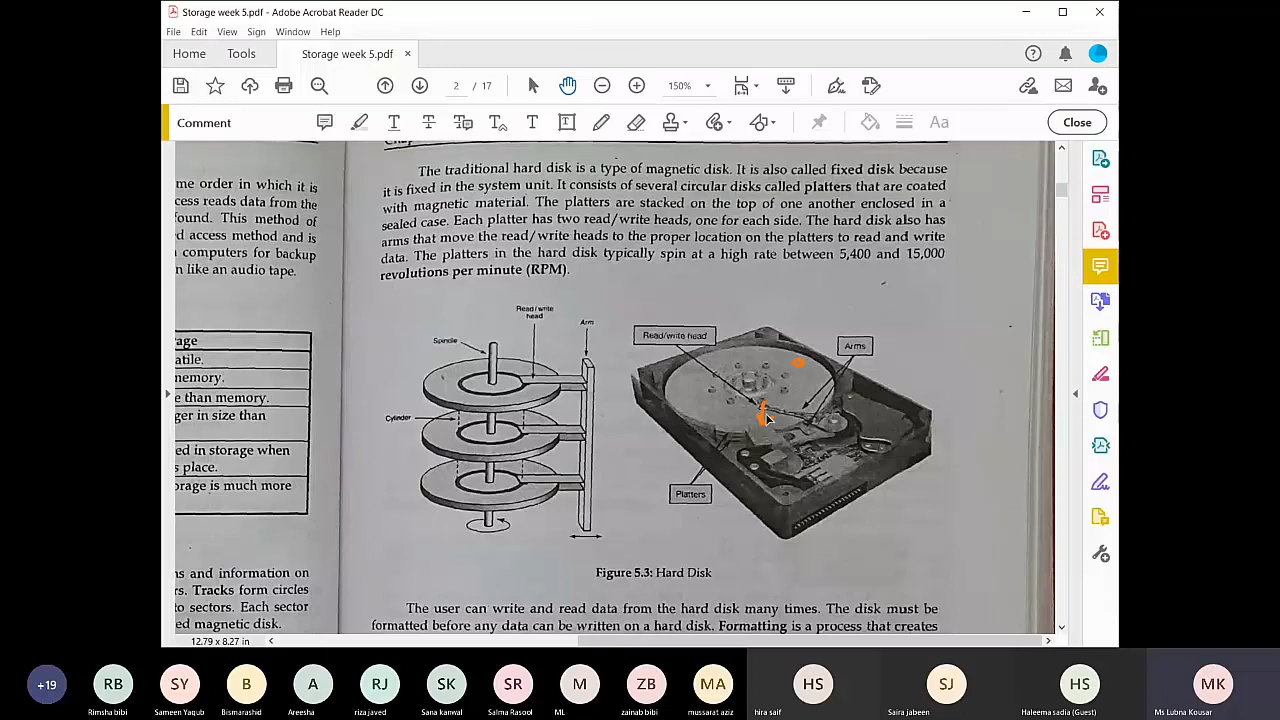 Storage week 5.pdf - Adobe Acrobat Reader DC
File Edit View Sign Window Help
Home Tools Storage week 5.pdf ×
2 / 17 150%
Comment Aa Close
me order in which it is
cess reads data from the
found. This method of
d access method and is
computers for backup
n like an audio tape.
age
atile.
memory.
e than memory.
ger in size than
ed in storage when
s place.
orage is much more
ns and information on
rs. Tracks form circles
to sectors. Each sector
ed magnetic disk.
The traditional hard disk is a type of magnetic disk. It is also called fixed disk because
it is fixed in the system unit. It consists of several circular disks called platters that are coated
with magnetic material. The platters are stacked on the top of one another enclosed in a
sealed case. Each platter has two read/write heads, one for each side. The hard disk also has
arms that move the read/write heads to the proper location on the platters to read and write
data. The platters in the hard disk typically spin at a high rate between 5,400 and 15,000
revolutions per minute (RPM).
Read/write
head
Arm
Spindle
Cylinder
Read/write head
Arms
Platters
Figure 5.3: Hard Disk
The user can write and read data from the hard disk many times. The disk must be
formatted before any data can be written on a hard disk. Formatting is a process that creates
12.79 x 8.27 in
+19 RB SY B A RJ SK SR M ZB MA HS SJ HS MK
Rimsha bibi Sameen Yaqub Bismarashid Areesha riza javed Sana kanwal Salma Rasool ML zainab bibi mussarat aziz hira saif Saira jabeen Haleema sadia (Guest) Ms Lubna Kousar